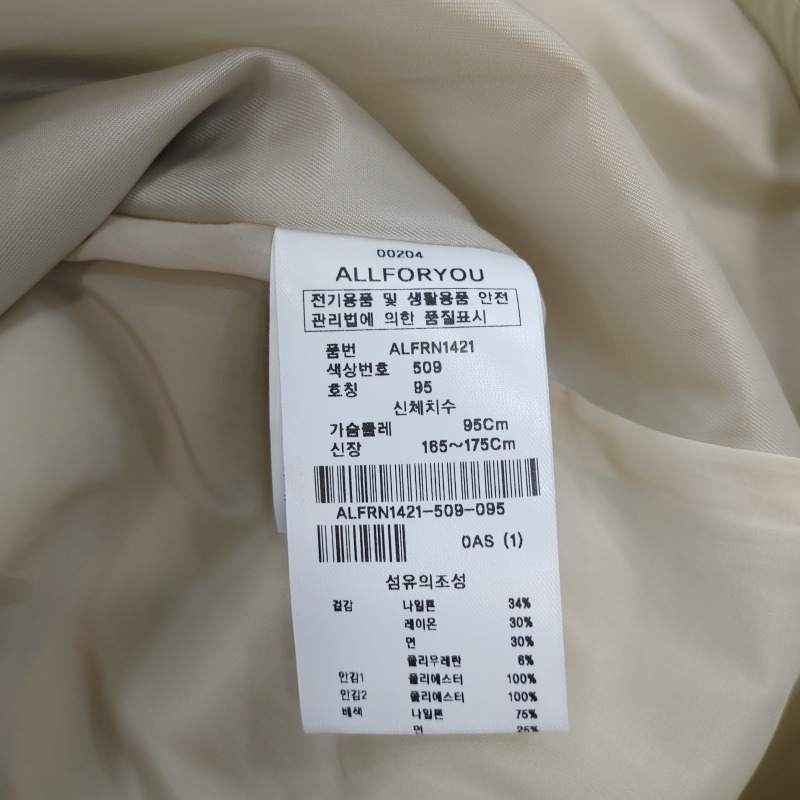 00204
ALLFORYOU
전기용품 및 생활용품 안전
관리법에 의한 품질표시
품번 ALFRN1421
색상번호 509
호칭 95
신체치수
가슴둘레 95Cm
신장 165~175Cm
ALFRN1421-509-095
0AS (1)
섬유의조성
겉감 나일론 34%
레이온 30%
면 30%
폴리우레탄 6%
안감1 폴리에스터 100%
안감2 폴리에스터 100%
배색 나일론 75%
면 25%